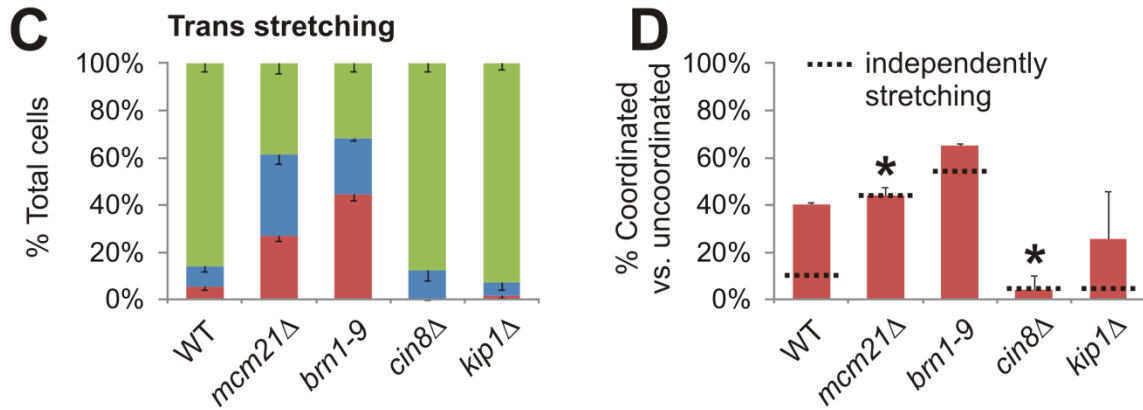 C
Trans stretching
% Total cells
100%
80%
60%
40%
20%
0%
WT
mcm21Δ
brn1-9
cin8Δ
kip1Δ
D
% Coordinated
vs. uncoordinated
100%
80%
60%
40%
20%
0%
independently
stretching
*
*
WT
mcm21Δ
brn1-9
cin8Δ
kip1Δ